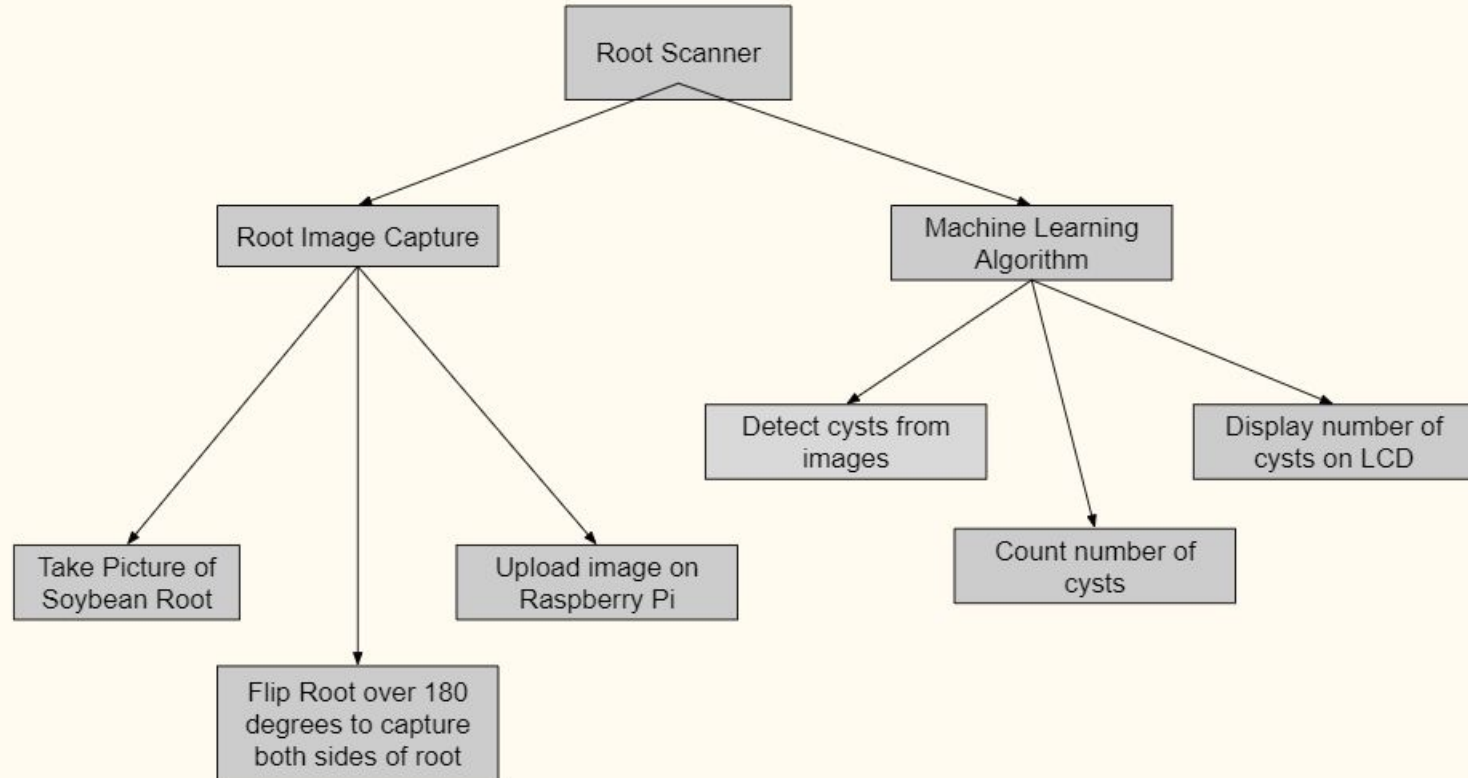 Root Scanner
Root Image Capture
Machine Learning
Algorithm
Detect cysts from
images
Display number of
cysts on LCD
Count number of
cysts
Take Picture of
Soybean Root
Upload image on
Raspberry Pi
Flip Root over 180
degrees to capture
both sides of root